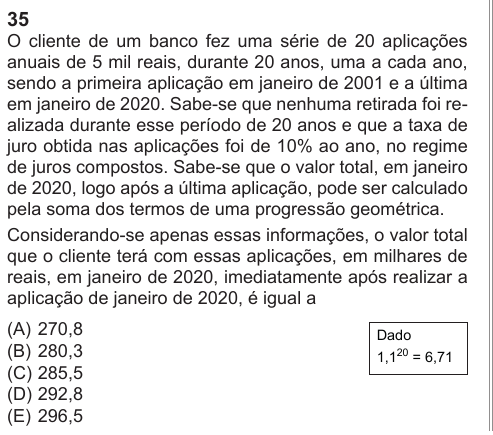 35
O cliente de um banco fez uma série de 20 aplicações
anuais de 5 mil reais, durante 20 anos, uma a cada ano,
sendo a primeira aplicação em janeiro de 2001 e a última
em janeiro de 2020. Sabe-se que nenhuma retirada foi re-
alizada durante esse período de 20 anos e que a taxa de
juro obtida nas aplicações foi de 10% ao ano, no regime
de juros compostos. Sabe-se que o valor total, em janeiro
de 2020, logo após a última aplicação, pode ser calculado
pela soma dos termos de uma progressão geométrica.
Considerando-se apenas essas informações, o valor total
que o cliente terá com essas aplicações, em milhares de
reais, em janeiro de 2020, imediatamente após realizar a
aplicação de janeiro de 2020, é igual a
(A) 270,8
(B) 280,3
(C) 285,5
(D) 292,8
(E) 296,5
Dado
1,1²⁰ = 6,71